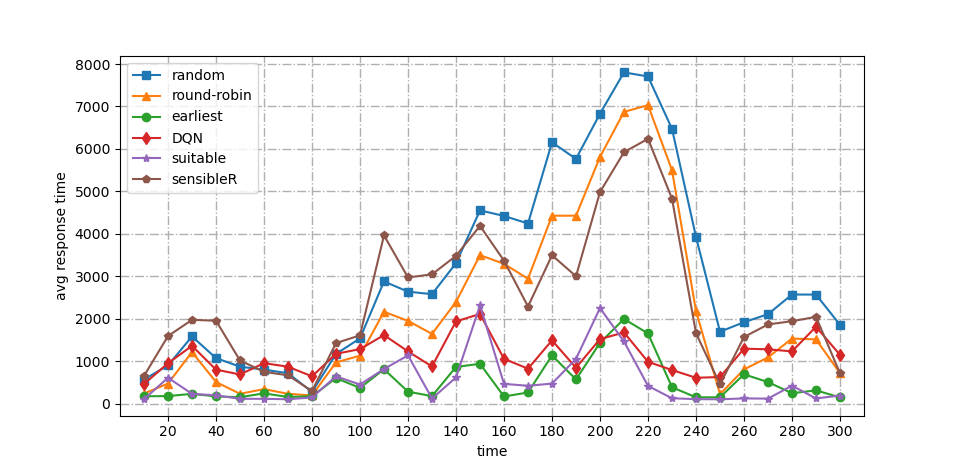 8000
7000
6000
5000
4000
3000
2000
1000
0
avg response time
random
round-robin
earliest
DQN
suitable
sensibleR
20 40 60 80 100 120 140 160 180 200 220 240 260 280 300
time